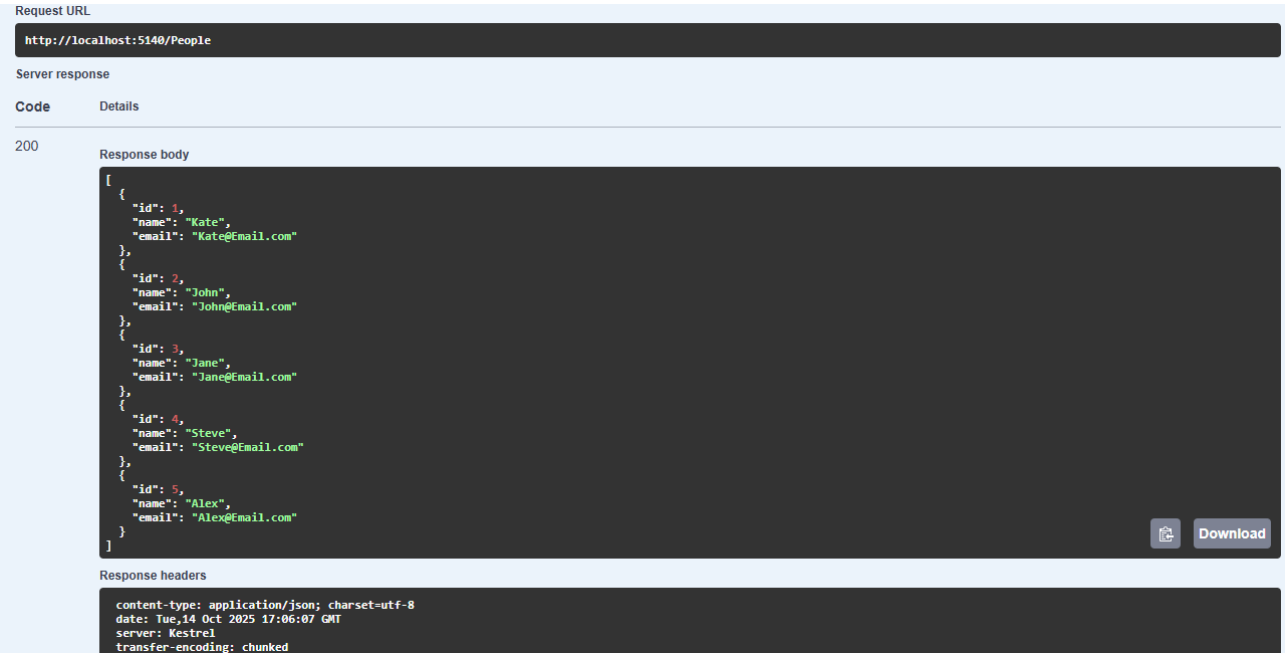 Request URL
http://localhost:5140/People
Server response
Code Details
200
Response body
[
  {
    "id": 1,
    "name": "Kate",
    "email": "Kate@Email.com"
  },
  {
    "id": 2,
    "name": "John",
    "email": "John@Email.com"
  },
  {
    "id": 3,
    "name": "Jane",
    "email": "Jane@Email.com"
  },
  {
    "id": 4,
    "name": "Steve",
    "email": "Steve@Email.com"
  },
  {
    "id": 5,
    "name": "Alex",
    "email": "Alex@Email.com"
  }
]
Download
Response headers
content-type: application/json; charset=utf-8
date: Tue,14 Oct 2025 17:06:07 GMT
server: Kestrel
transfer-encoding: chunked